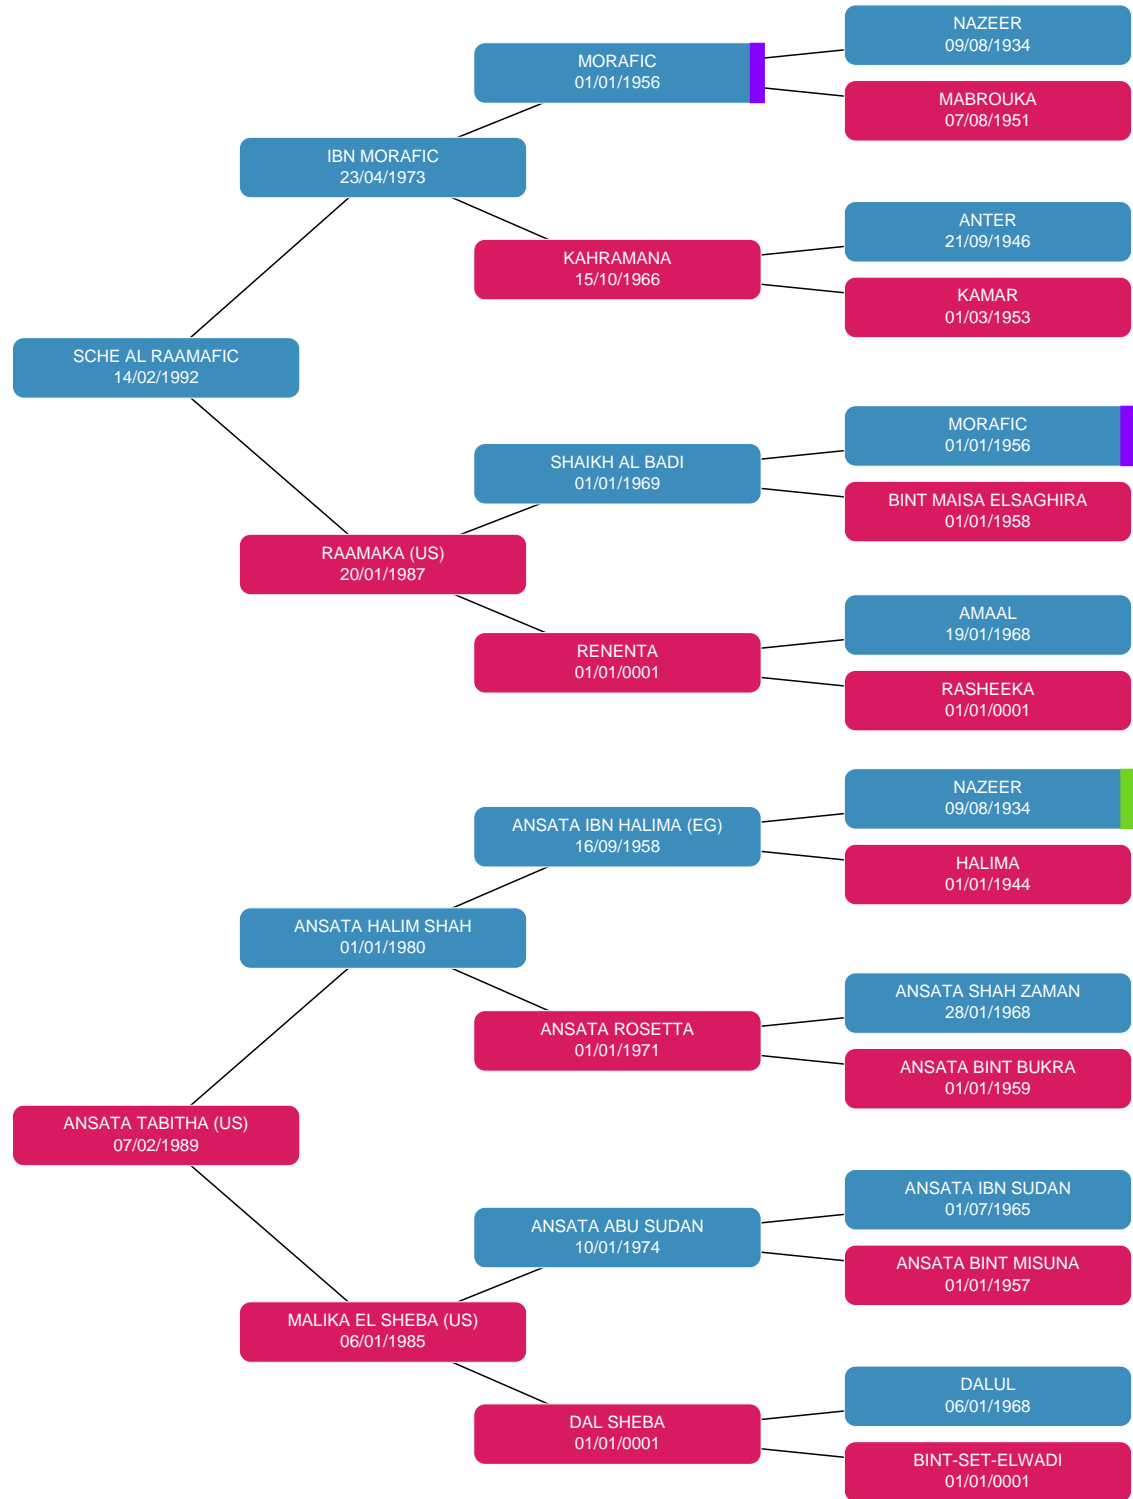 NAZEER
09/08/1934
MORAFIC
01/01/1956
MABROUKA
07/08/1951
IBN MORAFIC
23/04/1973
ANTER
21/09/1946
KAHRAMANA
15/10/1966
KAMAR
01/03/1953
SCHE AL RAAMAFIC
14/02/1992
MORAFIC
01/01/1956
SHAIKH AL BADI
01/01/1969
BINT MAISA ELSAGHIRA
01/01/1958
RAAMAKA (US)
20/01/1987
AMAAL
19/01/1968
RENENTA
01/01/0001
RASHEEKA
01/01/0001
NAZEER
09/08/1934
ANSATA IBN HALIMA (EG)
16/09/1958
HALIMA
01/01/1944
ANSATA HALIM SHAH
01/01/1980
ANSATA SHAH ZAMAN
28/01/1968
ANSATA ROSETTA
01/01/1971
ANSATA BINT BUKRA
01/01/1959
ANSATA TABITHA (US)
07/02/1989
ANSATA IBN SUDAN
01/07/1965
ANSATA ABU SUDAN
10/01/1974
ANSATA BINT MISUNA
01/01/1957
MALIKA EL SHEBA (US)
06/01/1985
DALUL
06/01/1968
DAL SHEBA
01/01/0001
BINT-SET-ELWADI
01/01/0001